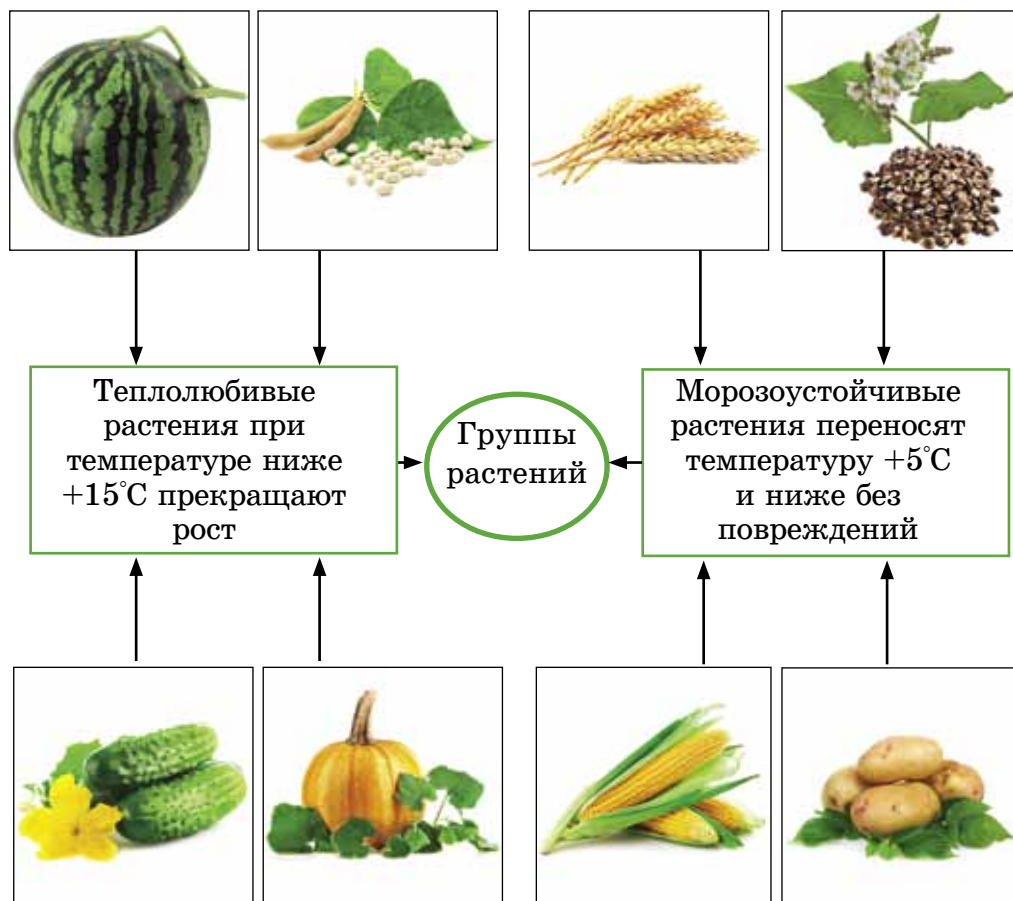 Теплолюбивые
растения при
температуре ниже
+15°С прекращают
рост
Группы
растений
Морозоустойчивые
растения переносят
температуру +5°С
и ниже без
повреждений